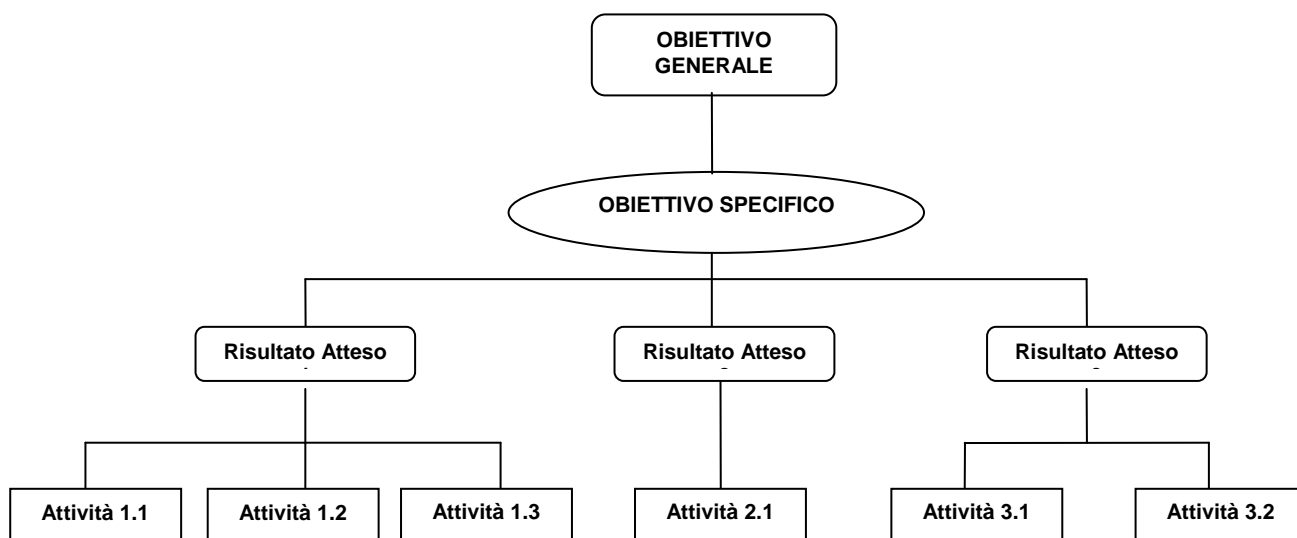 OBIETTIVO
GENERALE
OBIETTIVO SPECIFICO
Risultato Atteso
Risultato Atteso
Risultato Atteso
Attività 1.1
Attività 1.2
Attività 1.3
Attività 2.1
Attività 3.1
Attività 3.2